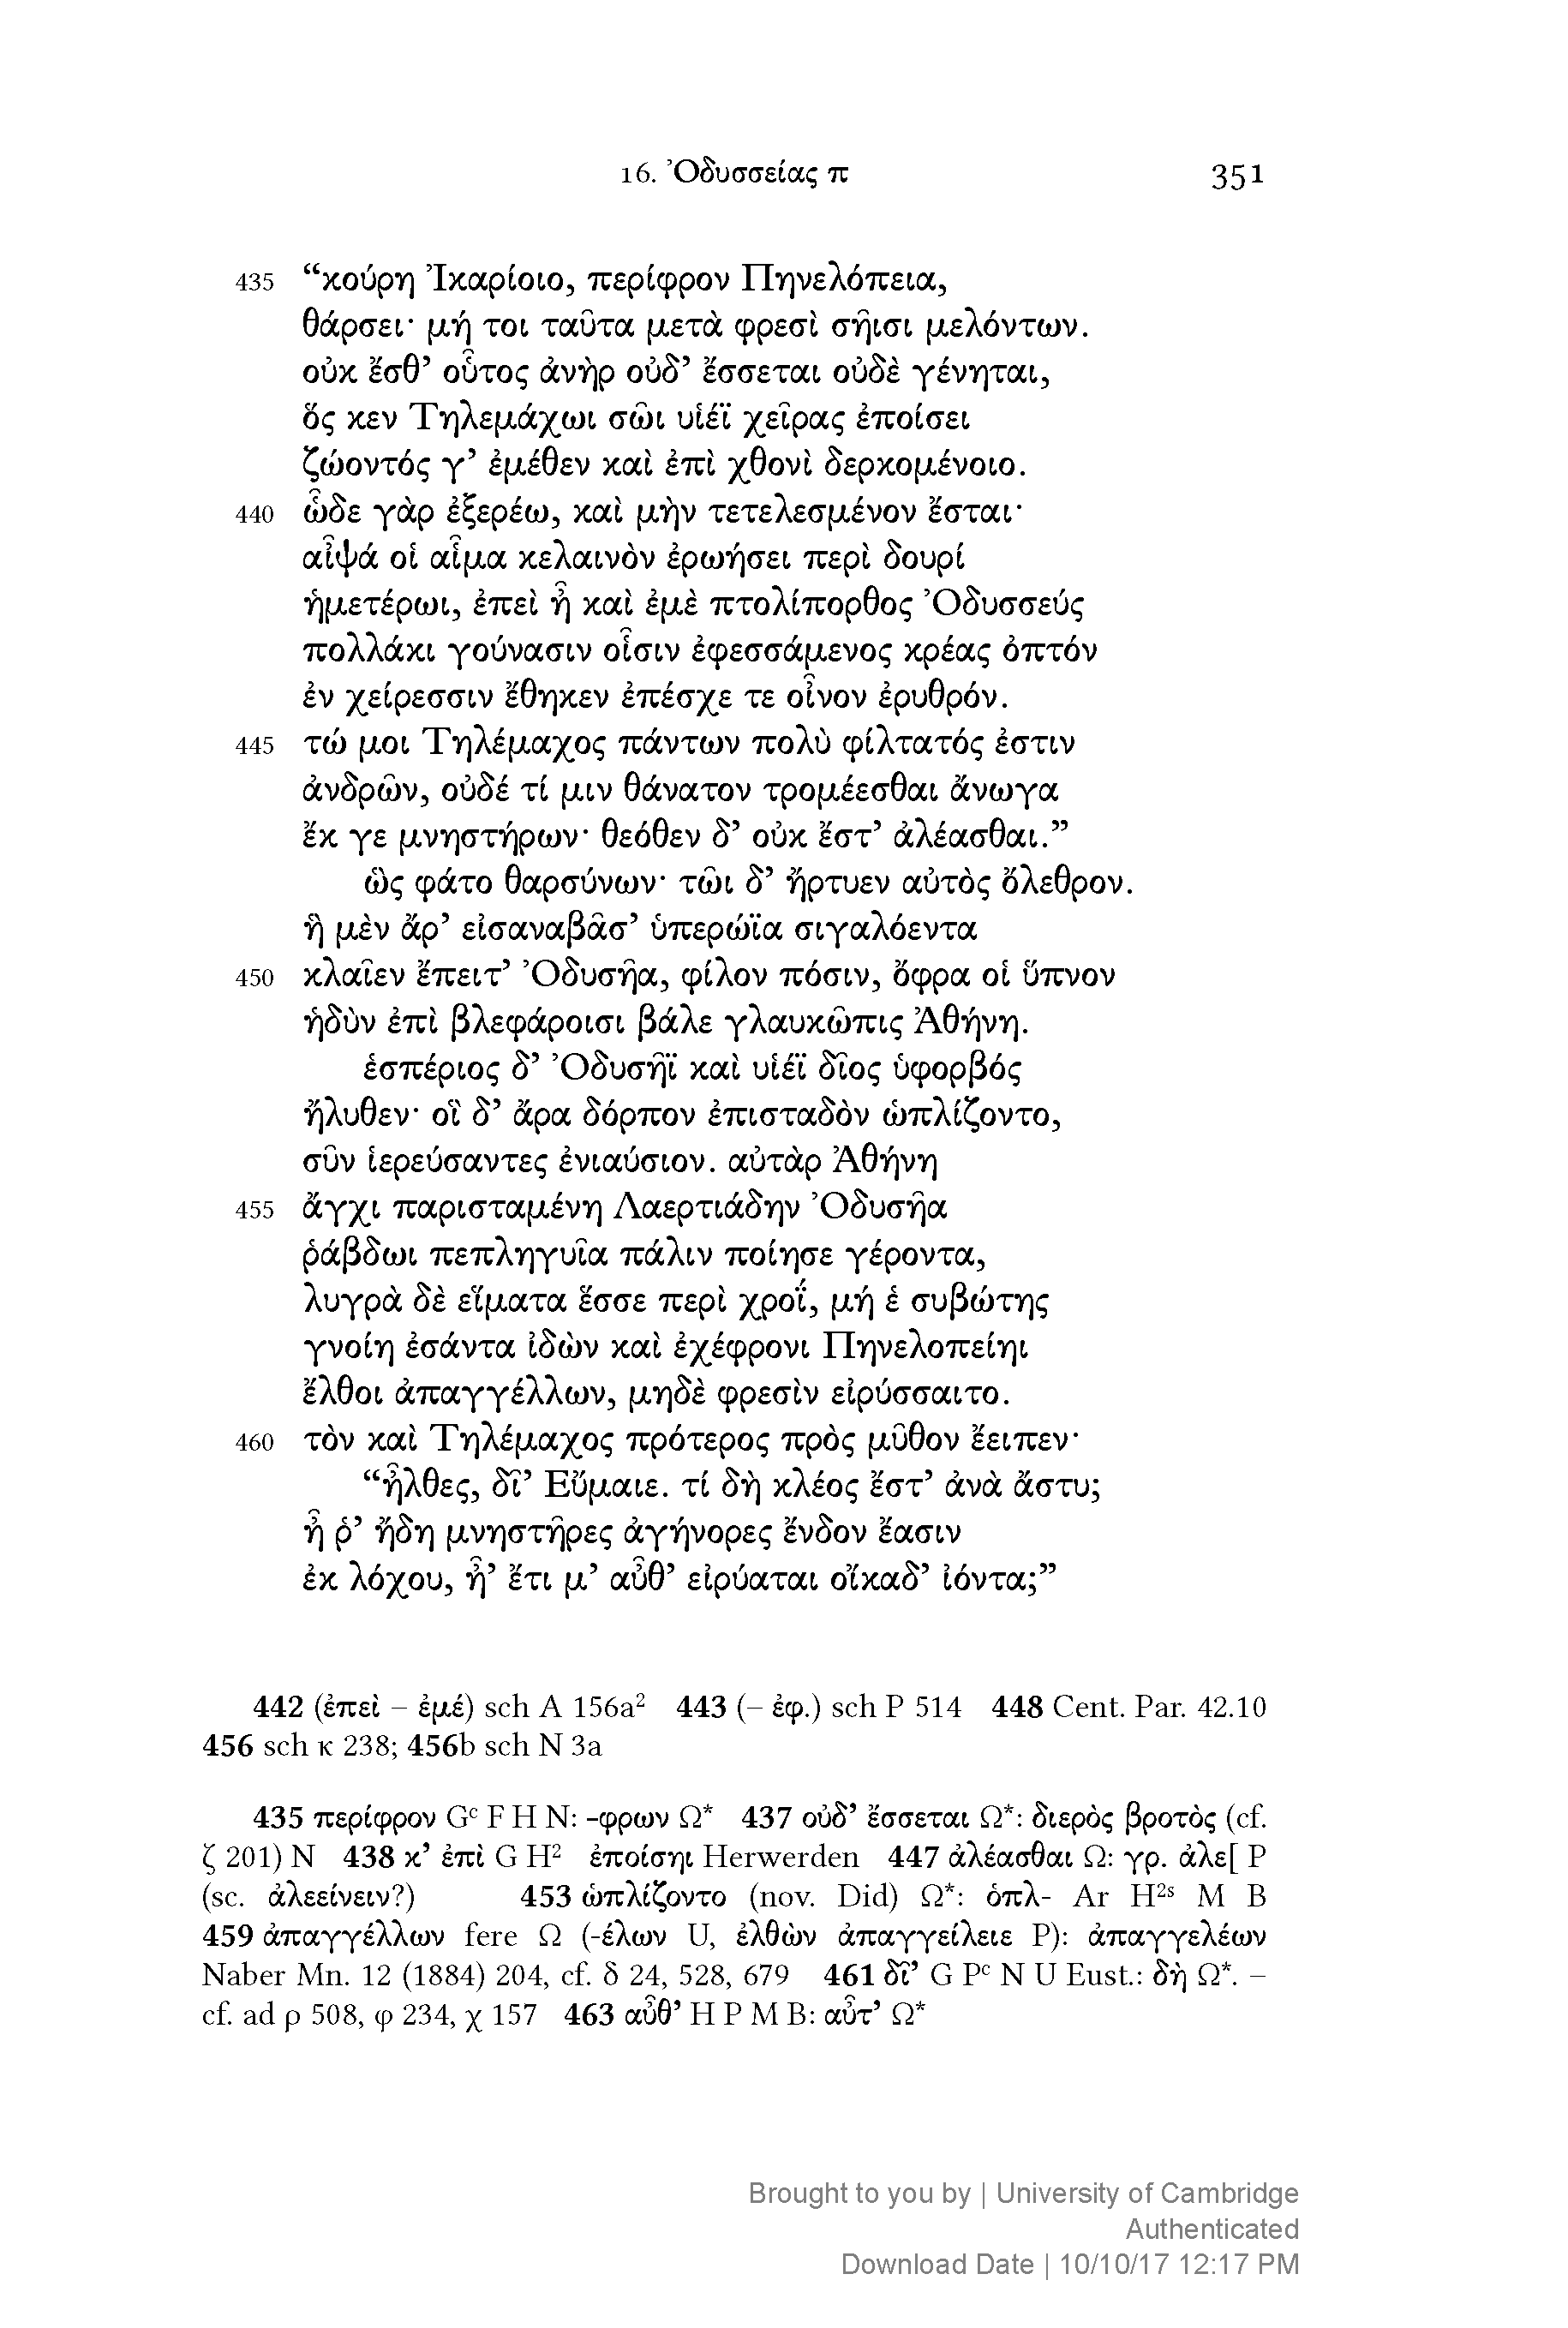 16. Ὀδυσσείας π 351
435 “κούρη Ἰκαρίοιο, περίφρον Πηνελόπεια,
θάρσει· μή τοι ταῦτα μετὰ φρεσὶ σῆισι μελόντων.
οὐκ ἔσθ’ οὗτος ἀνὴρ οὐδ’ ἔσσεται οὐδὲ γένηται,
ὅς κεν Τηλεμάχωι σῶι υἱέϊ χεῖρας ἐποίσει
ζώοντός γ’ ἐμέθεν καὶ ἐπὶ χθονὶ δερκομένοιο.
440 ὧδε γὰρ ἐξερέω, καὶ μὴν τετελεσμένον ἔσται·
αἶψά οἱ αἷμα κελαινὸν ἐρωήσει περὶ δουρί
ἡμετέρωι, ἐπεὶ ἦ καὶ ἐμὲ πτολίπορθος Ὀδυσσεύς
πολλάκι γούνασιν οἷσιν ἐφεσσάμενος κρέας ὀπτόν
ἐν χείρεσσιν ἔθηκεν ἐπέσχε τε οἶνον ἐρυθρόν.
445 τώ μοι Τηλέμαχος πάντων πολὺ φίλτατός ἐστιν
ἀνδρῶν, οὐδέ τί μιν θάνατον τρομέεσθαι ἄνωγα
ἔκ γε μνηστήρων· θεόθεν δ’ οὐκ ἔστ’ ἀλέασθαι.”
ὣς φάτο θαρσύνων· τῶι δ’ ἤρτυεν αὐτὸς ὄλεθρον.
ἣ μὲν ἄρ’ εἰσαναβᾶσ’ ὑπερώϊα σιγαλόεντα
450 κλαῖεν ἔπειτ’ Ὀδυσῆα, φίλον πόσιν, ὄφρα οἱ ὕπνον
ἡδὺν ἐπὶ βλεφάροισι βάλε γλαυκῶπις Ἀθήνη.
ἑσπέριος δ’ Ὀδυσῆϊ καὶ υἱέϊ δῖος ὑφορβός
ἤλυθεν· οἳ δ’ ἄρα δόρπον ἐπισταδὸν ὡπλίζοντο,
σῦν ἱερεύσαντες ἐνιαύσιον. αὐτὰρ Ἀθήνη
455 ἄγχι παρισταμένη Λαερτιάδην Ὀδυσῆα
ῥάβδωι πεπληγυῖα πάλιν ποίησε γέροντα,
λυγρὰ δὲ εἵματα ἕσσε περὶ χροΐ, μή ἑ συβώτης
γνοίη ἐσάντα ἰδὼν καὶ ἐχέφρονι Πηνελοπείηι
ἔλθοι ἀπαγγέλλων, μηδὲ φρεσὶν εἰρύσσαιτο.
460 τὸν καὶ Τηλέμαχος πρότερος πρὸς μῦθον ἔειπεν·
“ἦλθες, δῖ’ Εὔμαιε. τί δὴ κλέος ἔστ’ ἀνὰ ἄστυ;
ἦ ῥ’ ἤδη μνηστῆρες ἀγήνορες ἔνδον ἔασιν
ἐκ λόχου, ἦ’ ἔτι μ’ αὖθ’ εἰρύαται οἴκαδ’ ἰόντα;”
442 (ἐπεὶ – ἐμέ) sch A 156a² 443 (– ἐφ.) sch P 514 448 Cent. Par. 42.10
456 sch κ 238; 456b sch N 3a
435 περίφρον Gᶜ F H N: -φρων Ω* 437 οὐδ’ ἔσσεται Ω*: διερὸς βροτὸς (cf.
ζ 201) N 438 κ’ ἐπὶ G H² ἐποίσηι Herwerden 447 ἀλέασθαι Ω: γρ. ἀλε[ P
(sc. ἀλεείνειν?) 453 ὡπλίζοντο (nov. Did) Ω*: ὁπλ- Ar H²ˢ M B
459 ἀπαγγέλλων fere Ω (-έλων U, ἐλθὼν ἀπαγγείλειε P): ἀπαγγελέων
Naber Mn. 12 (1884) 204, cf. δ 24, 528, 679 461 δῖ’ G Pᶜ N U Eust.: δὴ Ω*. –
cf. ad ρ 508, φ 234, χ 157 463 αὖθ’ H P M B: αὖτ’ Ω*
Brought to you by | University of Cambridge
Authenticated
Download Date | 10/10/17 12:17 PM